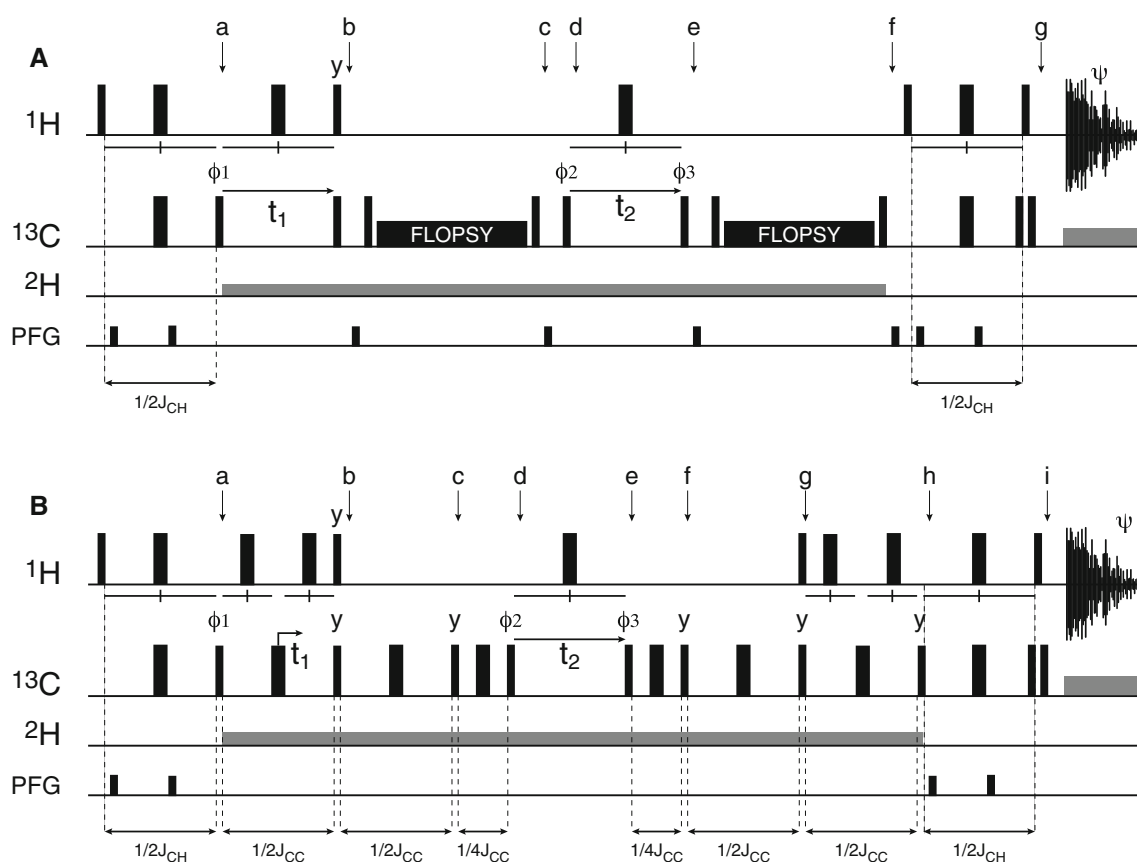 a b c d e f g
A
y ψ
1H
ϕ1 ϕ2 ϕ3
t1 t2
13C FLOPSY FLOPSY
2H
PFG
1/2JCH 1/2JCH
a b c d e f g h i
B
y ψ
1H
ϕ1 y y ϕ2 ϕ3 y y y
t1 t2
13C
2H
PFG
1/2JCH 1/2JCC 1/2JCC 1/4JCC 1/4JCC 1/2JCC 1/2JCC 1/2JCH